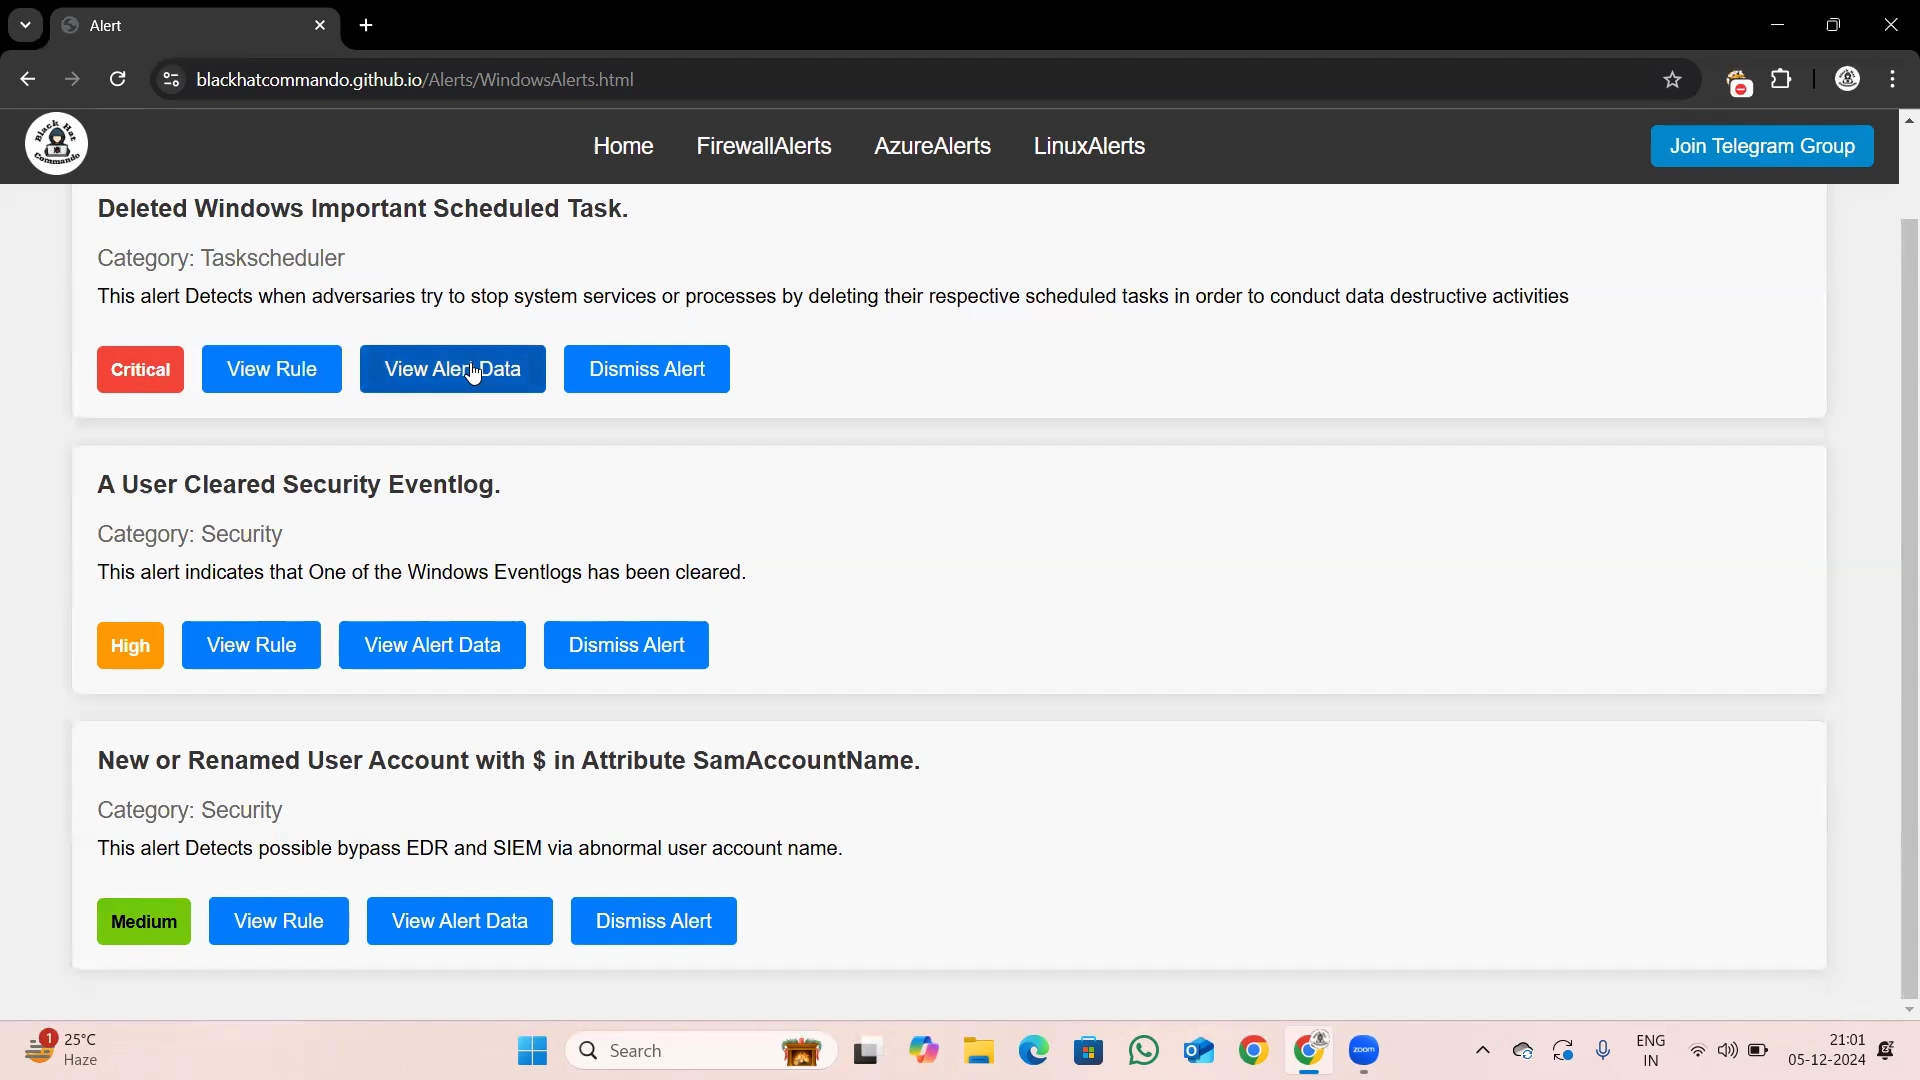 Alert
blackhatcommando.github.io/Alerts/WindowsAlerts.html
Black Hat
Commando
Home
FirewallAlerts
AzureAlerts
LinuxAlerts
Join Telegram Group
Deleted Windows Important Scheduled Task.
Category: Taskscheduler
This alert Detects when adversaries try to stop system services or processes by deleting their respective scheduled tasks in order to conduct data destructive activities
Critical
View Rule
View Alert Data
Dismiss Alert
A User Cleared Security Eventlog.
Category: Security
This alert indicates that One of the Windows Eventlogs has been cleared.
High
View Rule
View Alert Data
Dismiss Alert
New or Renamed User Account with $ in Attribute SamAccountName.
Category: Security
This alert Detects possible bypass EDR and SIEM via abnormal user account name.
Medium
View Rule
View Alert Data
Dismiss Alert
1
25°C
Haze
Search
zoom
ENG
IN
21:01
05-12-2024